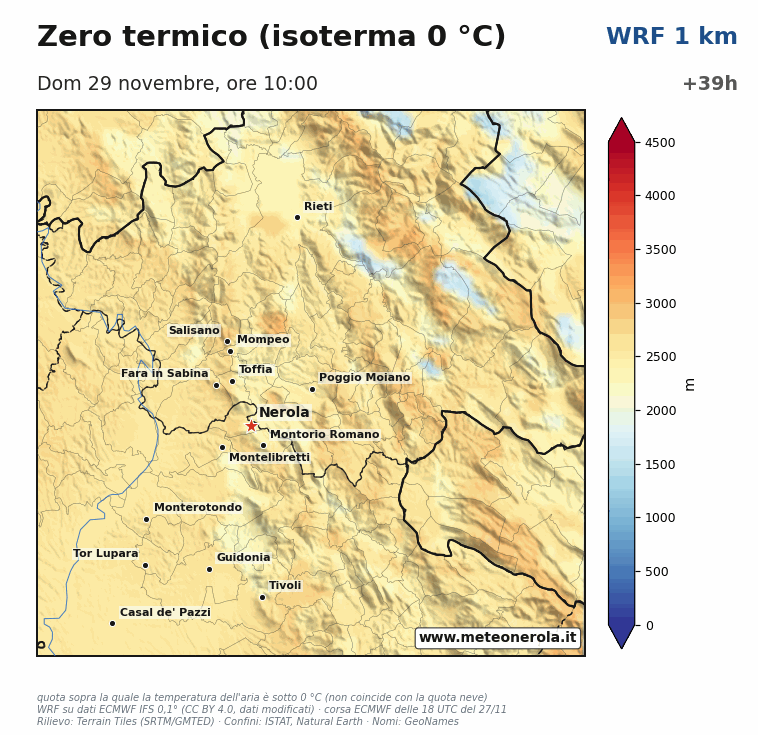 Zero termico (isoterma 0 °C)
WRF 1 km
Dom 29 novembre, ore 10:00
+39h
Rieti
Salisano
Mompeo
Fara in Sabina
Toffia
Poggio Moiano
Nerola
Montorio Romano
Montelibretti
Monterotondo
Tor Lupara
Guidonia
Tivoli
Casal de' Pazzi
www.meteonerola.it
4500
4000
3500
3000
2500
2000
1500
1000
500
0
m
quota sopra la quale la temperatura dell'aria è sotto 0 °C (non coincide con la quota neve)
WRF su dati ECMWF IFS 0,1° (CC BY 4.0, dati modificati) · corsa ECMWF delle 18 UTC del 27/11
Rilievo: Terrain Tiles (SRTM/GMTED) · Confini: ISTAT, Natural Earth · Nomi: GeoNames